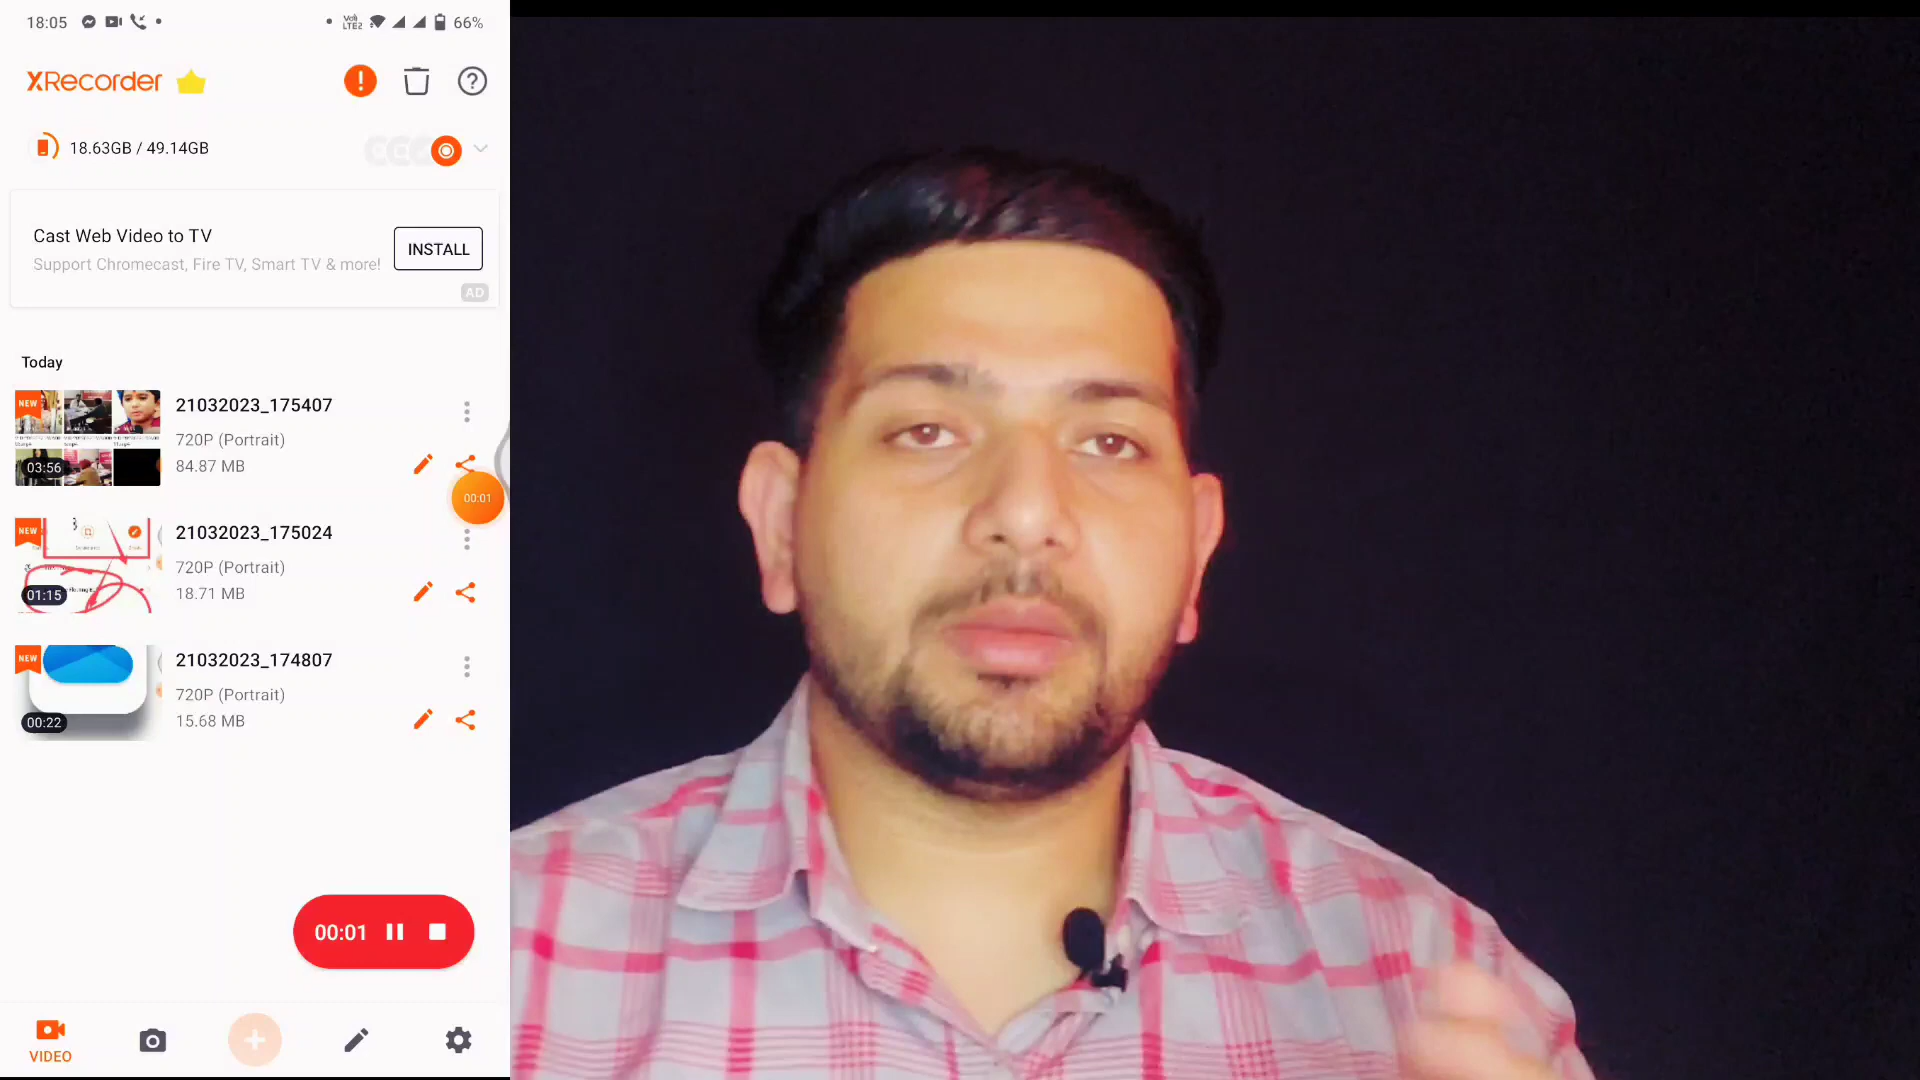 18:05
Vo))
LTE2
66%
XRecorder
18.63GB / 49.14GB
Cast Web Video to TV
Support Chromecast, Fire TV, Smart TV & more!
INSTALL
AD
Today
NEW
03:56
21032023_175407
720P (Portrait)
84.87 MB
00:01
NEW
01:15
21032023_175024
720P (Portrait)
18.71 MB
NEW
00:22
21032023_174807
720P (Portrait)
15.68 MB
00:01
VIDEO